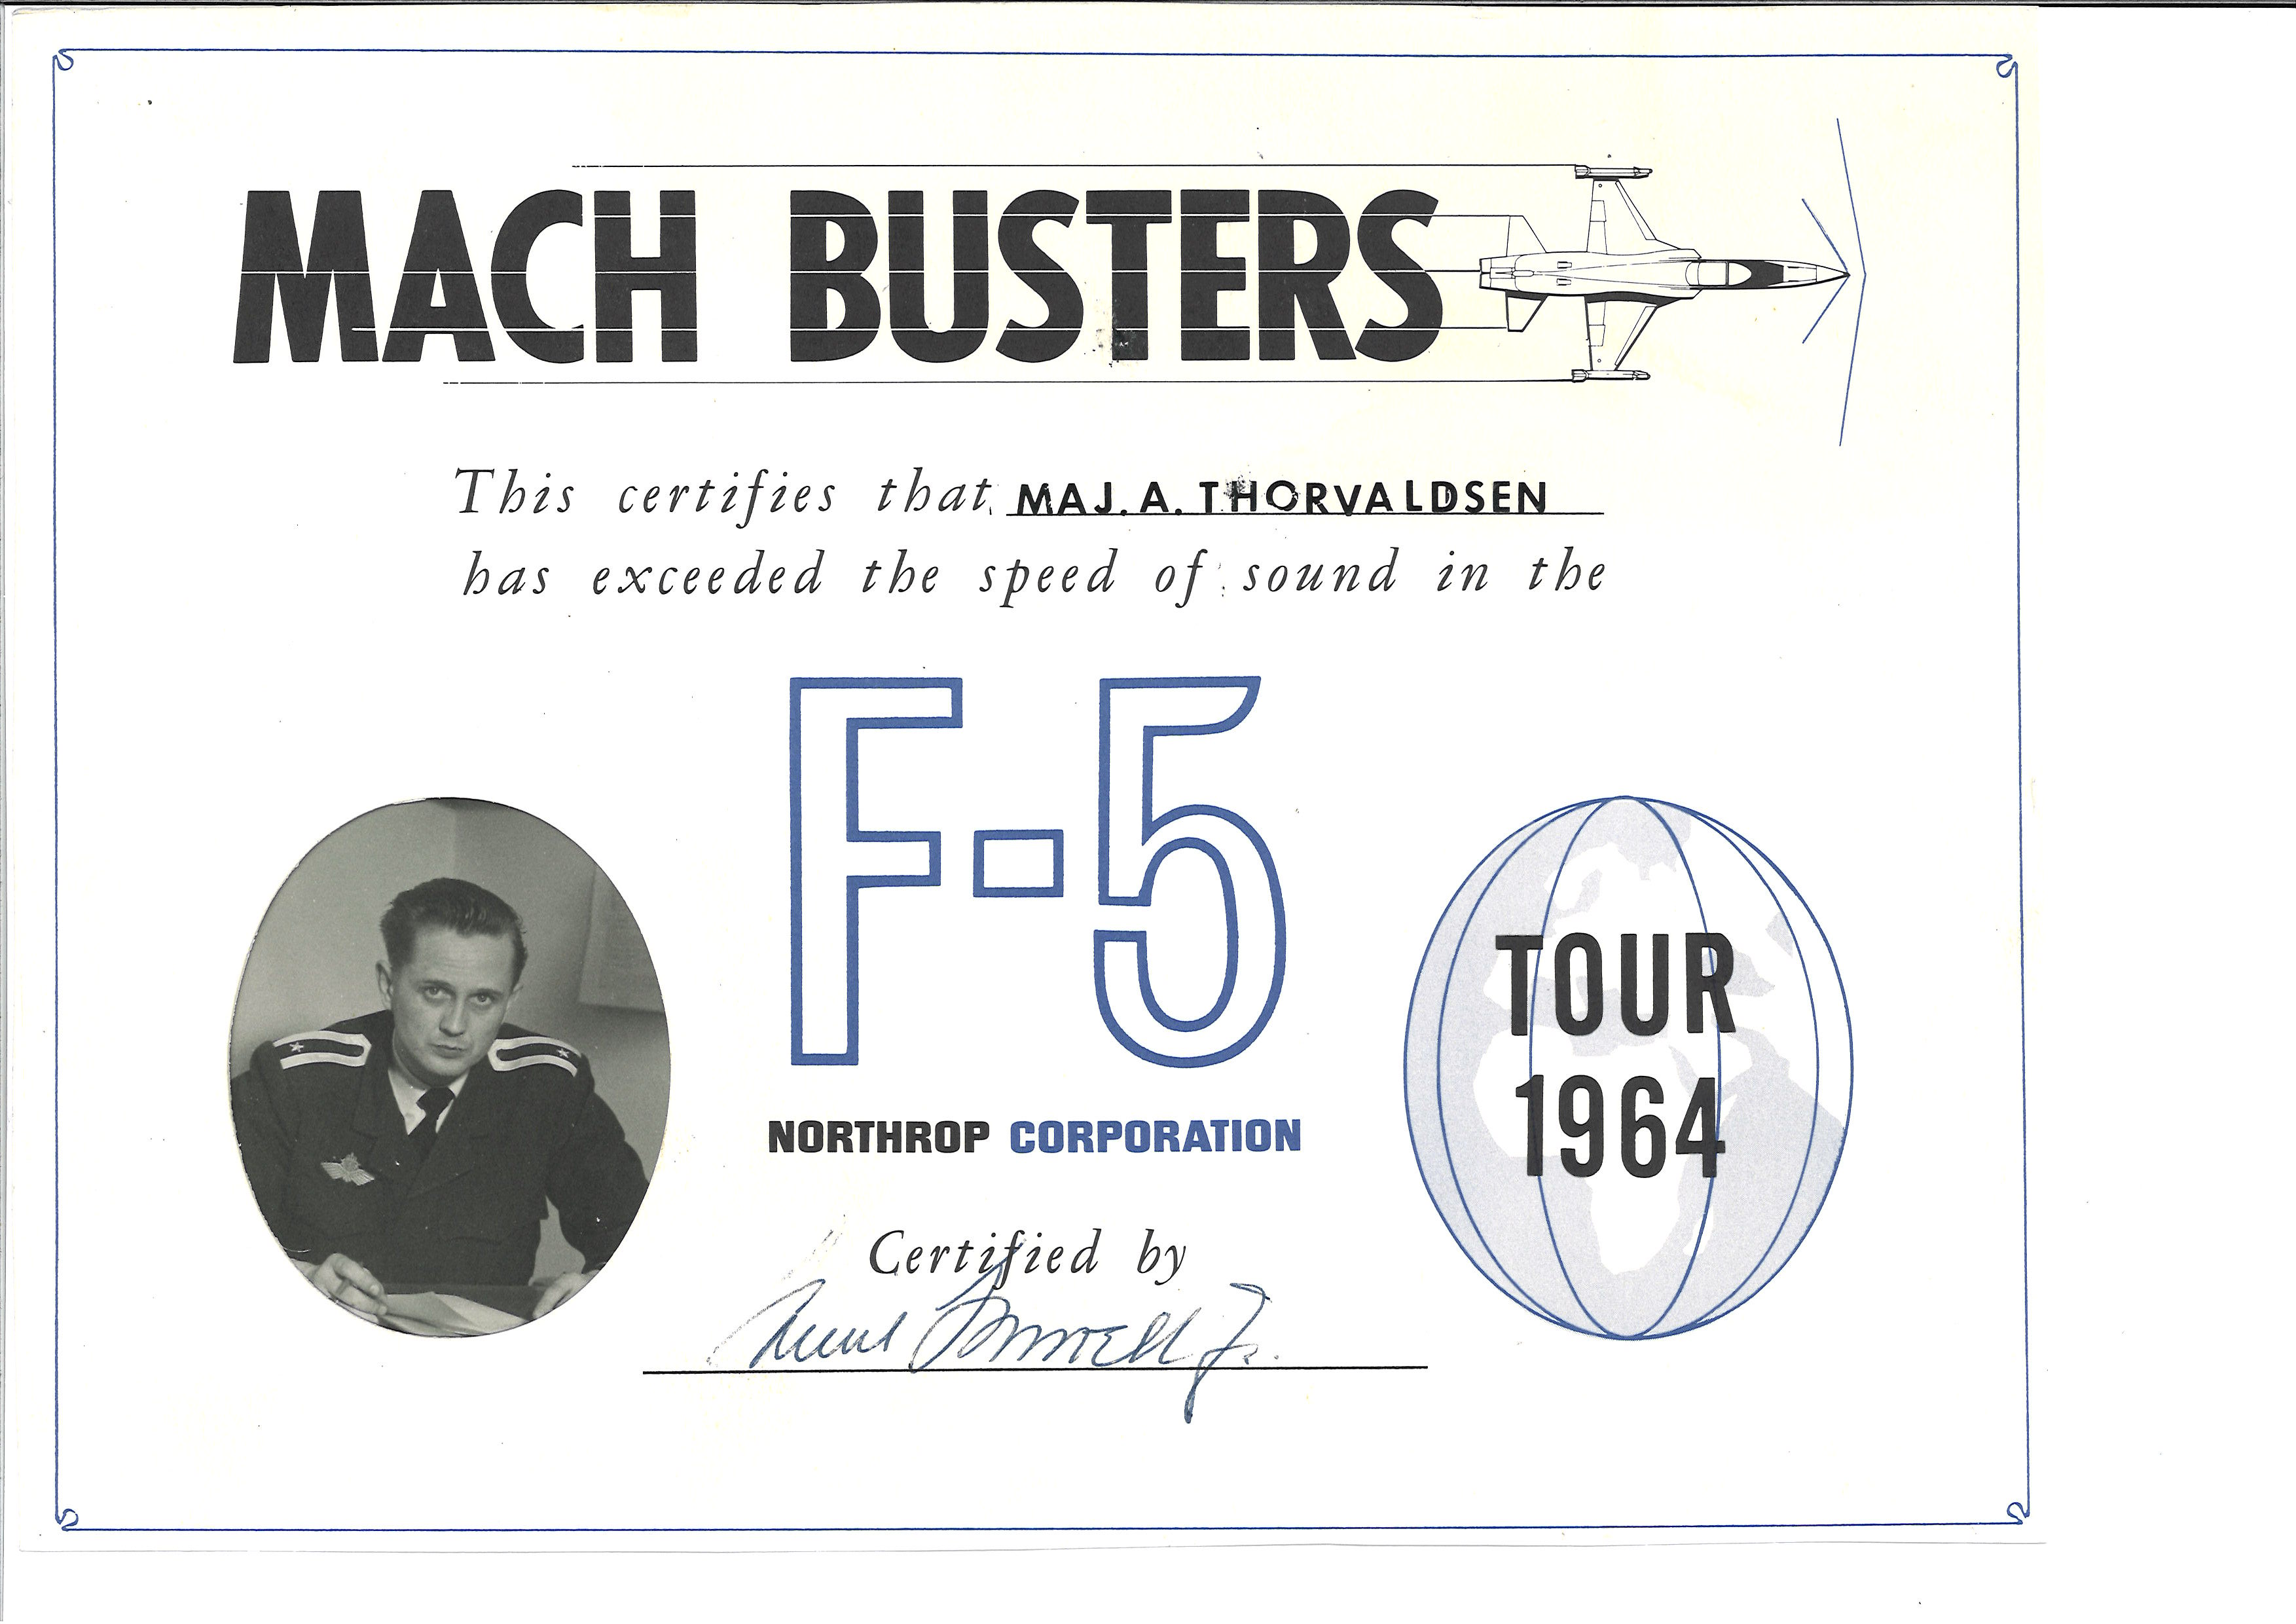 MACH BUSTERS
This certifies that MAJ. A. THORVALDSEN
has exceeded the speed of sound in the
F-5
NORTHROP CORPORATION
TOUR
1964
Certified by
Jr.